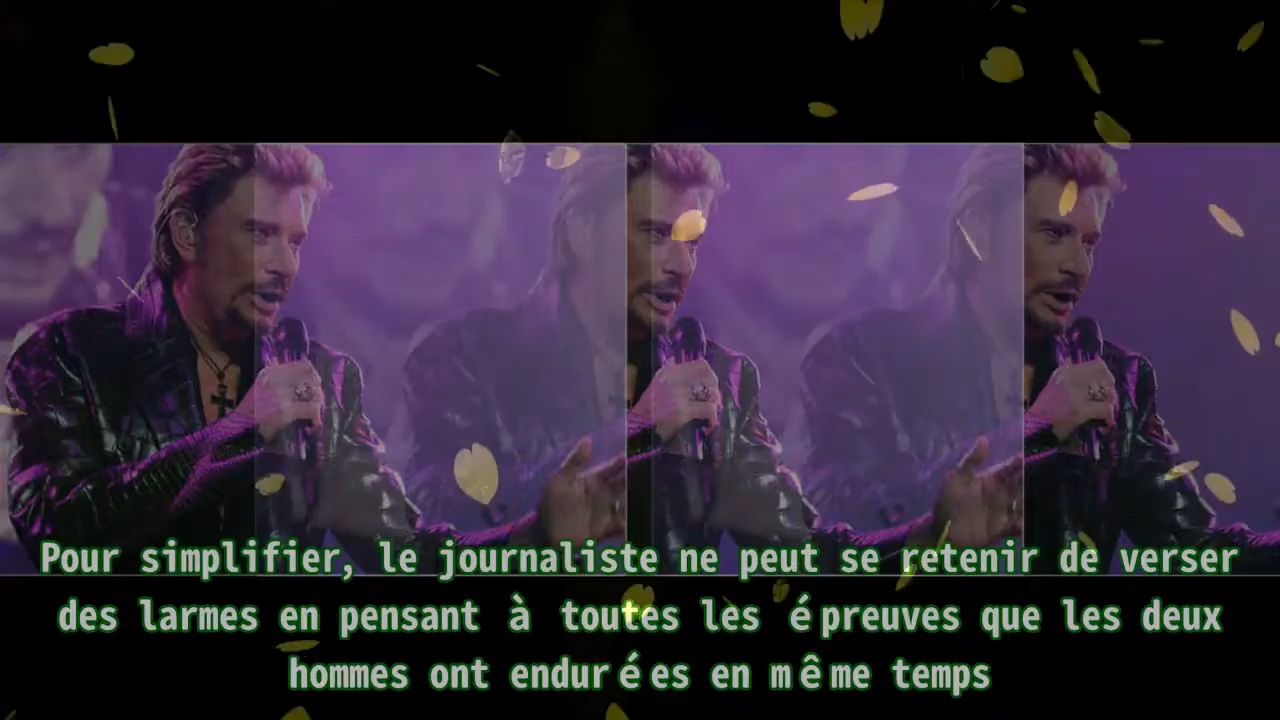 Pour simplifier, le journaliste ne peut se retenir de verser
des larmes en pensant à toutes les épreuves que les deux
hommes ont endurées en même temps